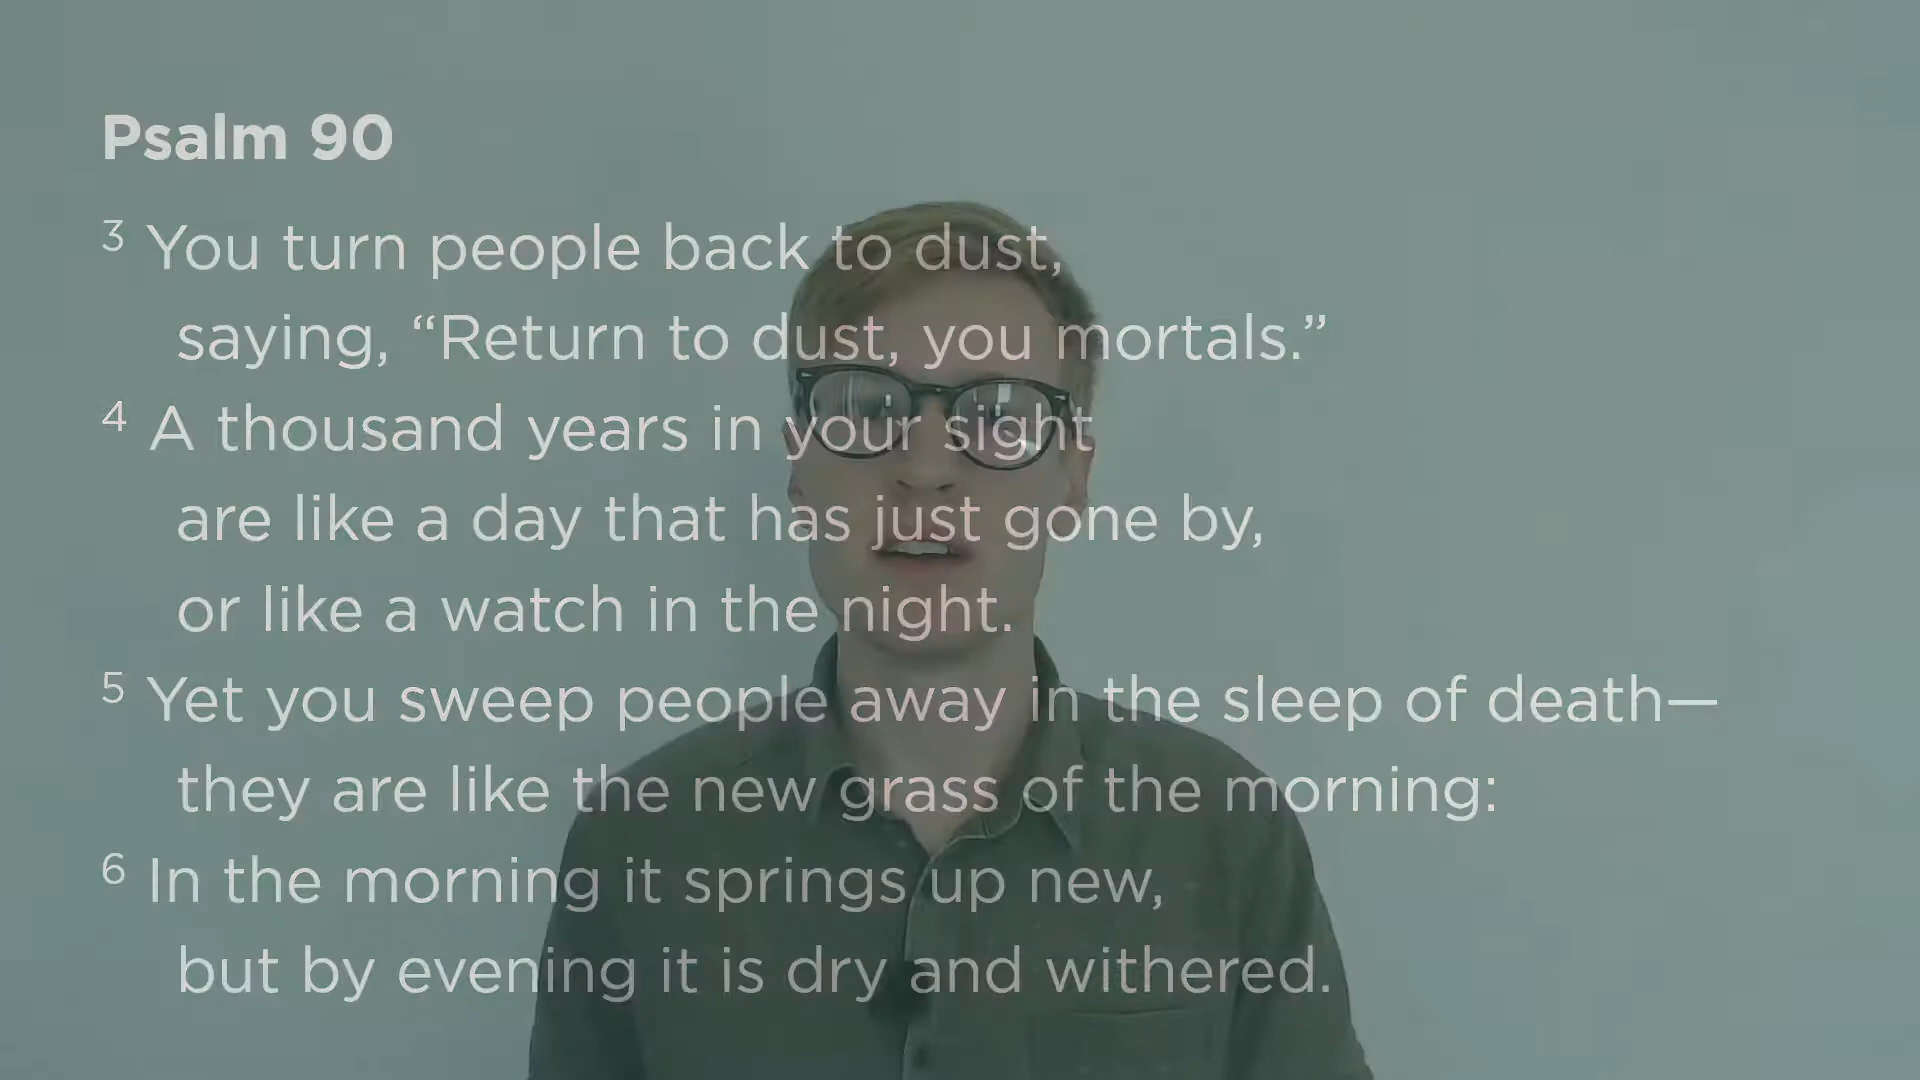 Psalm 90
3 You turn people back to dust,
saying, “Return to dust, you mortals.”
4 A thousand years in your sight
are like a day that has just gone by,
or like a watch in the night.
5 Yet you sweep people away in the sleep of death—
they are like the new grass of the morning:
6 In the morning it springs up new,
but by evening it is dry and withered.